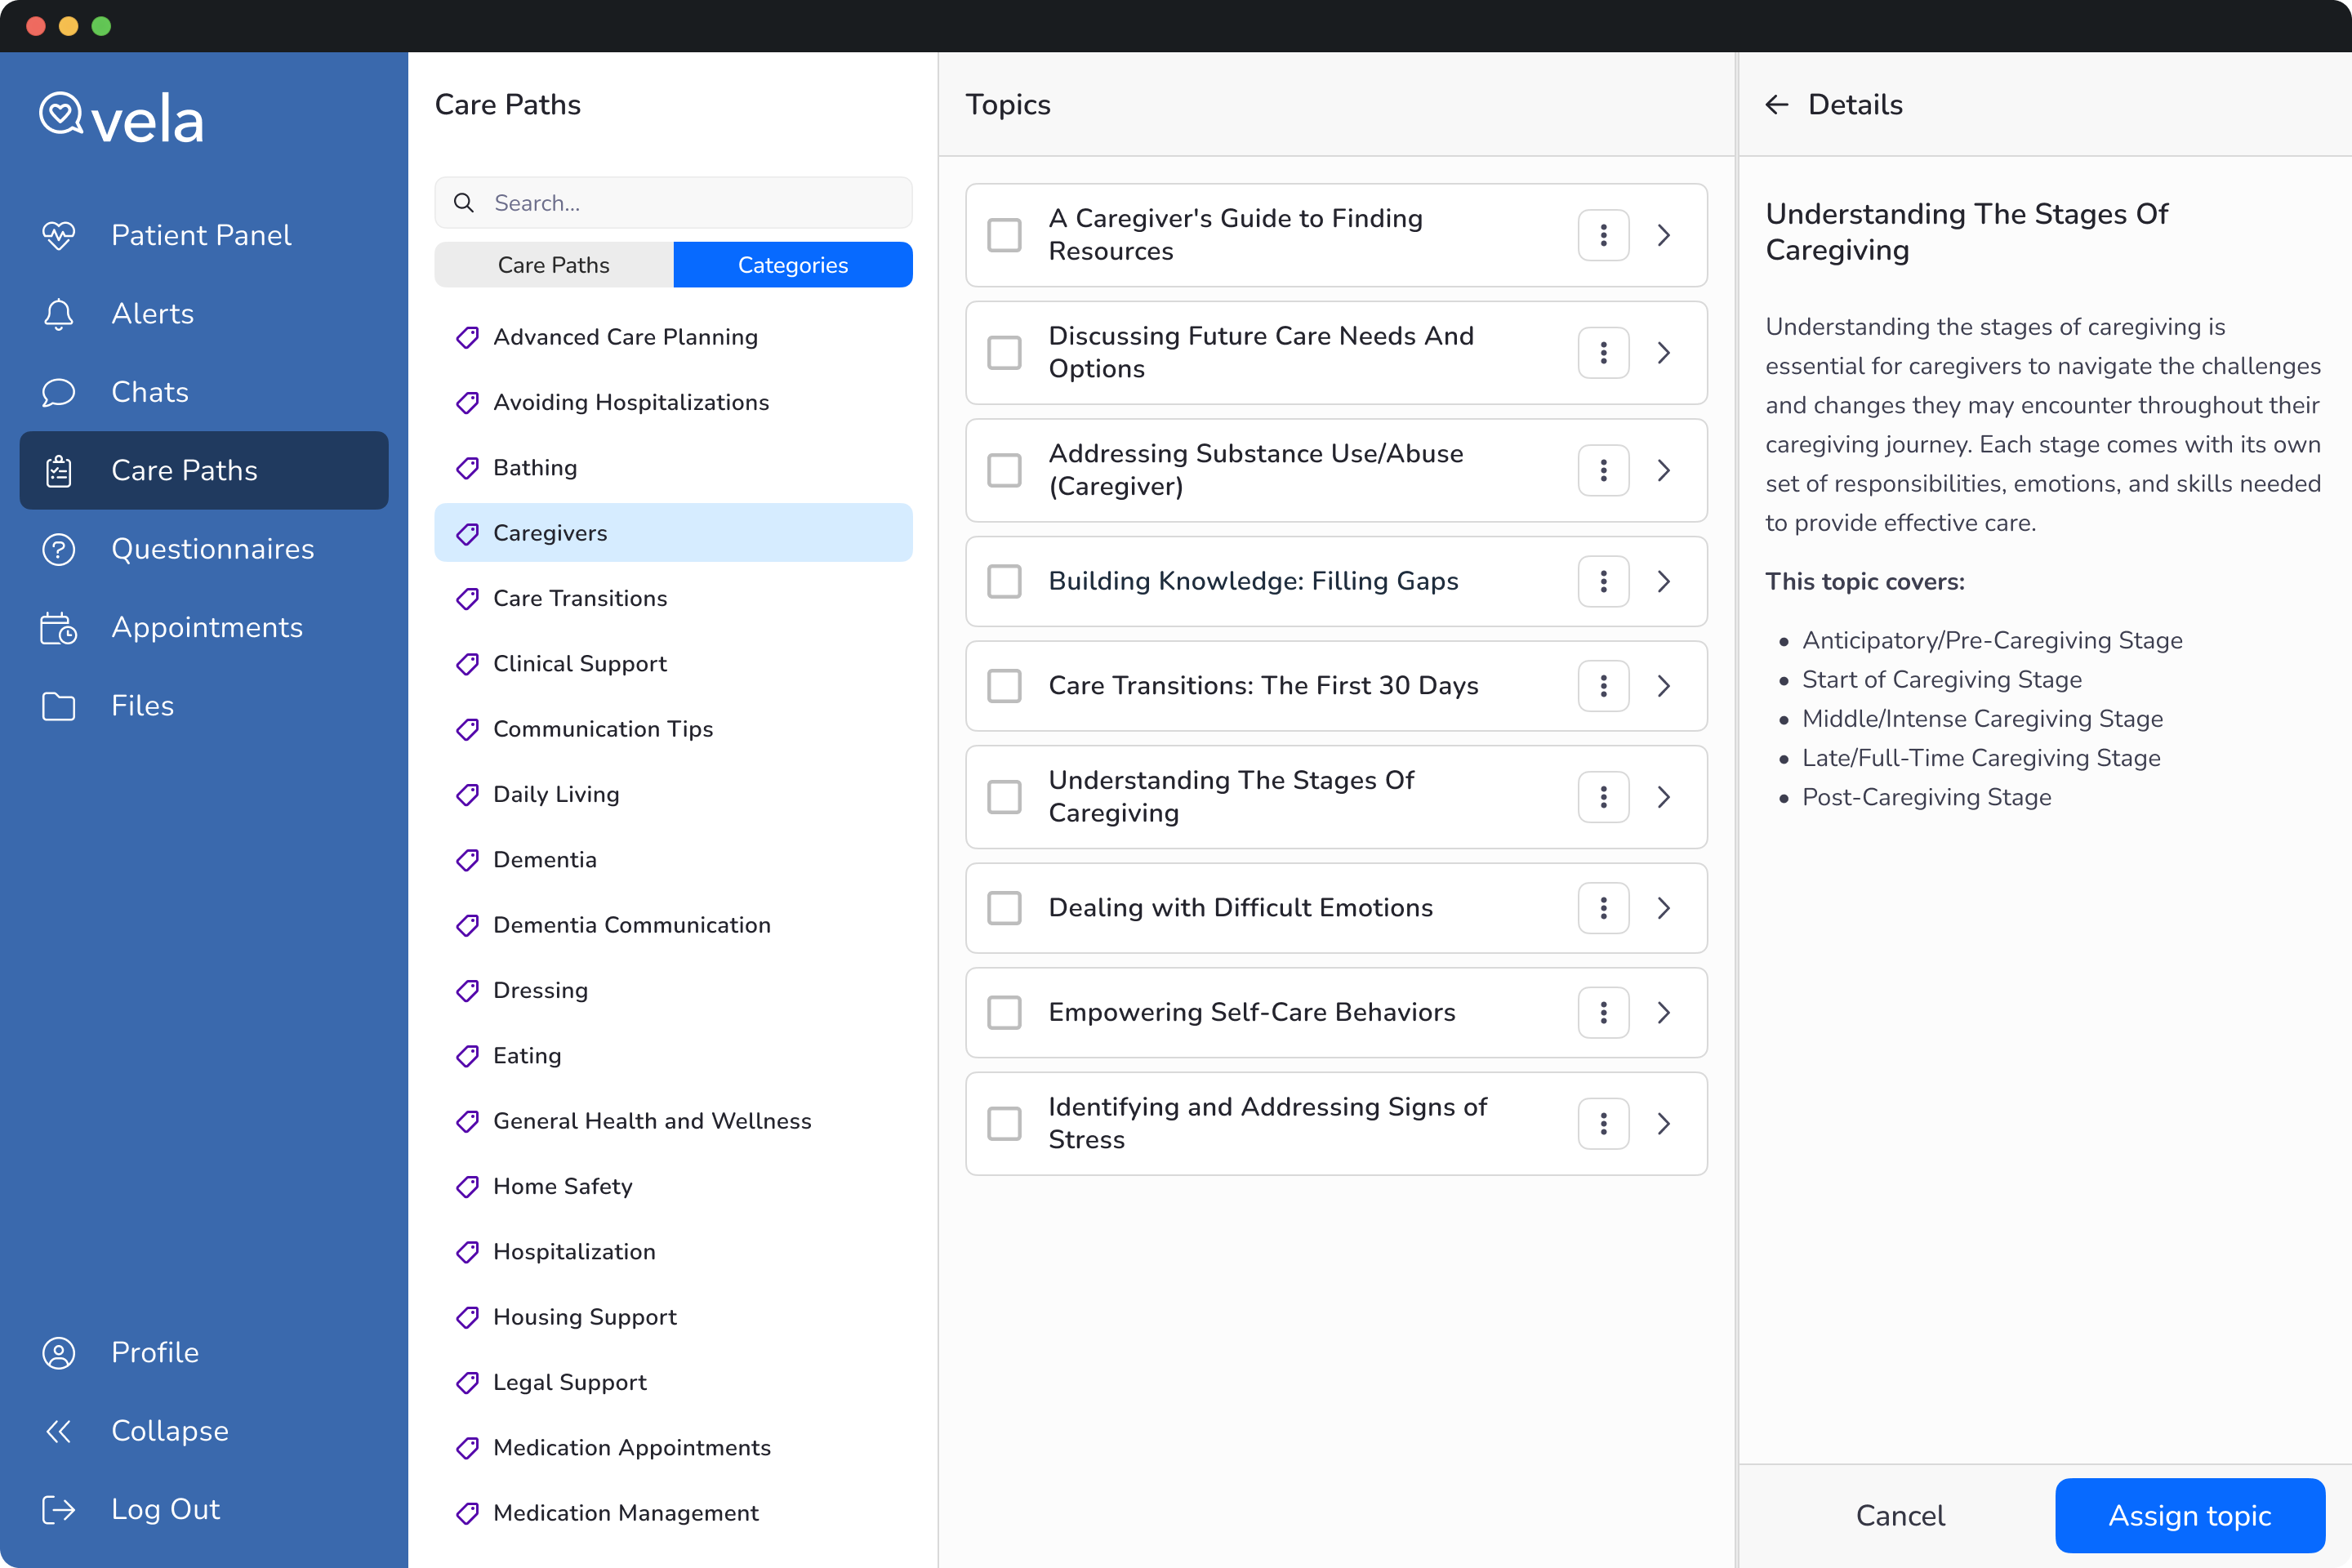 vela
Patient Panel
Alerts
Chats
Care Paths
Questionnaires
Appointments
Files
Profile
Collapse
Log Out
Care Paths
Search...
Care Paths
Categories
Advanced Care Planning
Avoiding Hospitalizations
Bathing
Caregivers
Care Transitions
Clinical Support
Communication Tips
Daily Living
Dementia
Dementia Communication
Dressing
Eating
General Health and Wellness
Home Safety
Hospitalization
Housing Support
Legal Support
Medication Appointments
Medication Management
Topics
A Caregiver's Guide to Finding
Resources
Discussing Future Care Needs And
Options
Addressing Substance Use/Abuse
(Caregiver)
Building Knowledge: Filling Gaps
Care Transitions: The First 30 Days
Understanding The Stages Of
Caregiving
Dealing with Difficult Emotions
Empowering Self-Care Behaviors
Identifying and Addressing Signs of
Stress
Details
Understanding The Stages Of
Caregiving
Understanding the stages of caregiving is
essential for caregivers to navigate the challenges
and changes they may encounter throughout their
caregiving journey. Each stage comes with its own
set of responsibilities, emotions, and skills needed
to provide effective care.
This topic covers:
• Anticipatory/Pre-Caregiving Stage
• Start of Caregiving Stage
• Middle/Intense Caregiving Stage
• Late/Full-Time Caregiving Stage
• Post-Caregiving Stage
Cancel
Assign topic